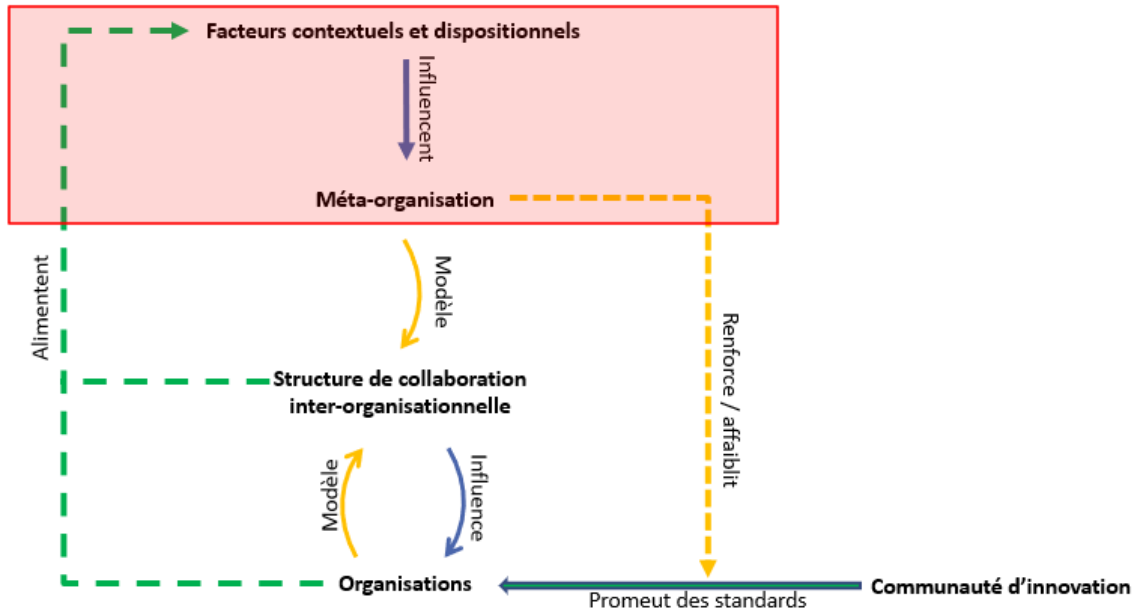 Facteurs contextuels et dispositionnels
Influencent
Méta-organisation
Alimentent
Modèle
Renforce / affaiblit
Structure de collaboration
inter-organisationnelle
Modèle
Influence
Organisations
Promeut des standards
Communauté d'innovation